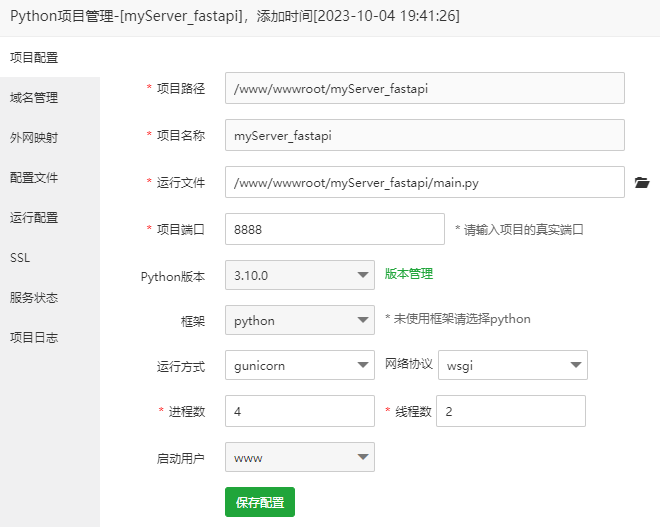 Python项目管理-[myServer_fastapi]，添加时间[2023-10-04 19:41:26]
项目配置
域名管理
外网映射
配置文件
运行配置
SSL
服务状态
项目日志
* 项目路径 /www/wwwroot/myServer_fastapi
* 项目名称 myServer_fastapi
* 运行文件 /www/wwwroot/myServer_fastapi/main.py
* 项目端口 8888 * 请输入项目的真实端口
Python版本 3.10.0 版本管理
框架 python * 未使用框架请选择python
运行方式 gunicorn 网络协议 wsgi
* 进程数 4 * 线程数 2
启动用户 www
保存配置